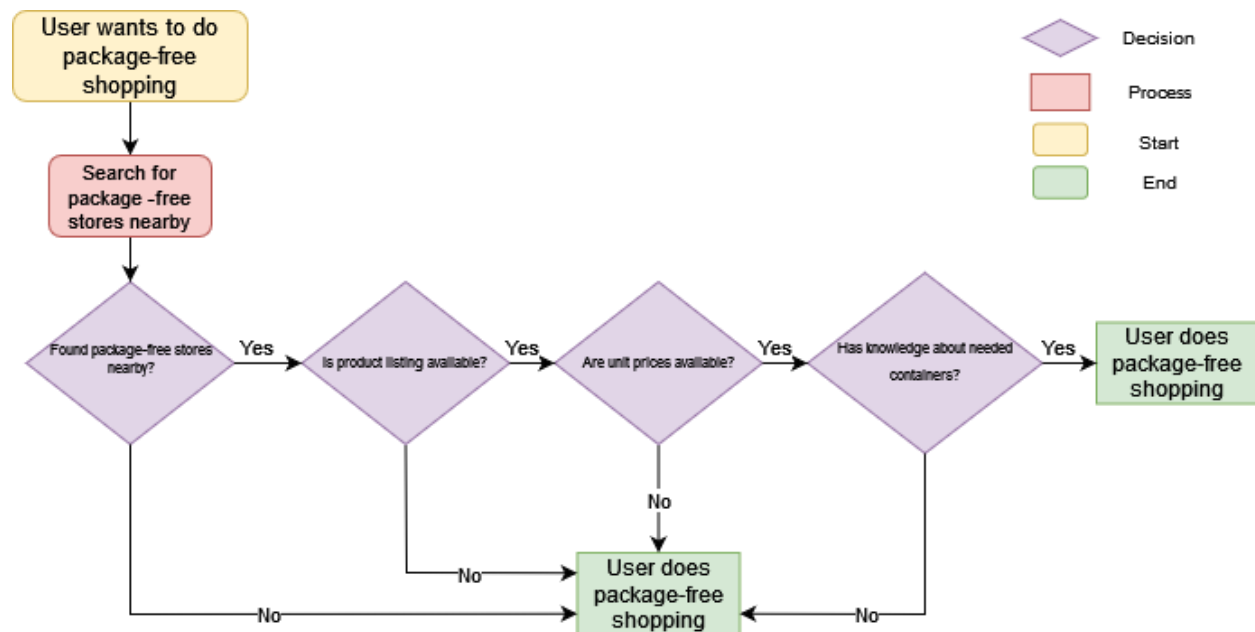 User wants to do
package-free
shopping
Decision
Process
Start
End
Search for
package -free
stores nearby
Found package-free stores
nearby?
Yes
Is product listing available?
Yes
Are unit prices available?
Yes
Has knowledge about needed
containers?
Yes
User does
package-free
shopping
No
No
No
No
User does
package-free
shopping